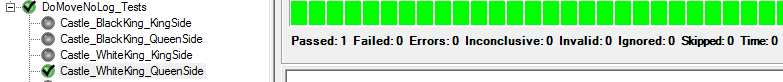 DoMoveNoLog_Tests
Castle_BlackKing_KingSide
Castle_BlackKing_QueenSide
Castle_WhiteKing_KingSide
Castle_WhiteKing_QueenSide
Passed: 1 Failed: 0 Errors: 0 Inconclusive: 0 Invalid: 0 Ignored: 0 Skipped: 0 Time: 0